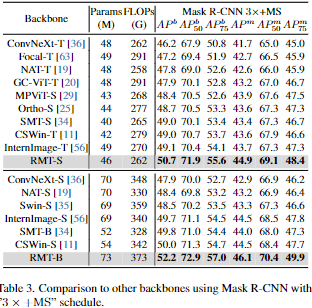 Backbone Params FLOPs Mask R-CNN 3×+MS
(M) (G) AP^b AP^b_50 AP^b_75 AP^m AP^m_50 AP^m_75
ConvNeXt-T [36] 48 262 46.2 67.9 50.8 41.7 65.0 45.0
Focal-T [63] 49 291 47.2 69.4 51.9 42.7 66.5 45.9
NAT-T [19] 48 258 47.8 69.0 52.6 42.6 66.0 45.9
GC-ViT-T [20] 48 291 47.9 70.1 52.8 43.2 67.0 46.7
MPViT-S [29] 43 268 48.4 70.5 52.6 43.9 67.6 47.5
Ortho-S [25] 44 277 48.7 70.5 53.3 43.6 67.3 47.3
SMT-S [34] 40 265 49.0 70.1 53.4 43.4 67.3 46.7
CSWin-T [11] 42 279 49.0 70.7 53.7 43.6 67.9 46.6
InternImage-T [56] 49 270 49.1 70.4 54.1 43.7 67.3 47.3
RMT-S 46 262 50.7 71.9 55.6 44.9 69.1 48.4
ConvNeXt-S [36] 70 348 47.9 70.0 52.7 42.9 66.9 46.2
NAT-S [19] 70 330 48.4 69.8 53.2 43.2 66.9 46.4
Swin-S [35] 69 359 48.5 70.2 53.5 43.3 67.3 46.6
InternImage-S [56] 69 340 49.7 71.1 54.5 44.5 68.5 47.8
SMT-B [34] 52 328 49.8 71.0 54.4 44.0 68.0 47.3
CSWin-S [11] 54 342 50.0 71.3 54.7 44.5 68.4 47.7
RMT-B 73 373 52.2 72.9 57.0 46.1 70.4 49.9
Table 3. Comparison to other backbones using Mask R-CNN with
"3 × +MS" schedule.